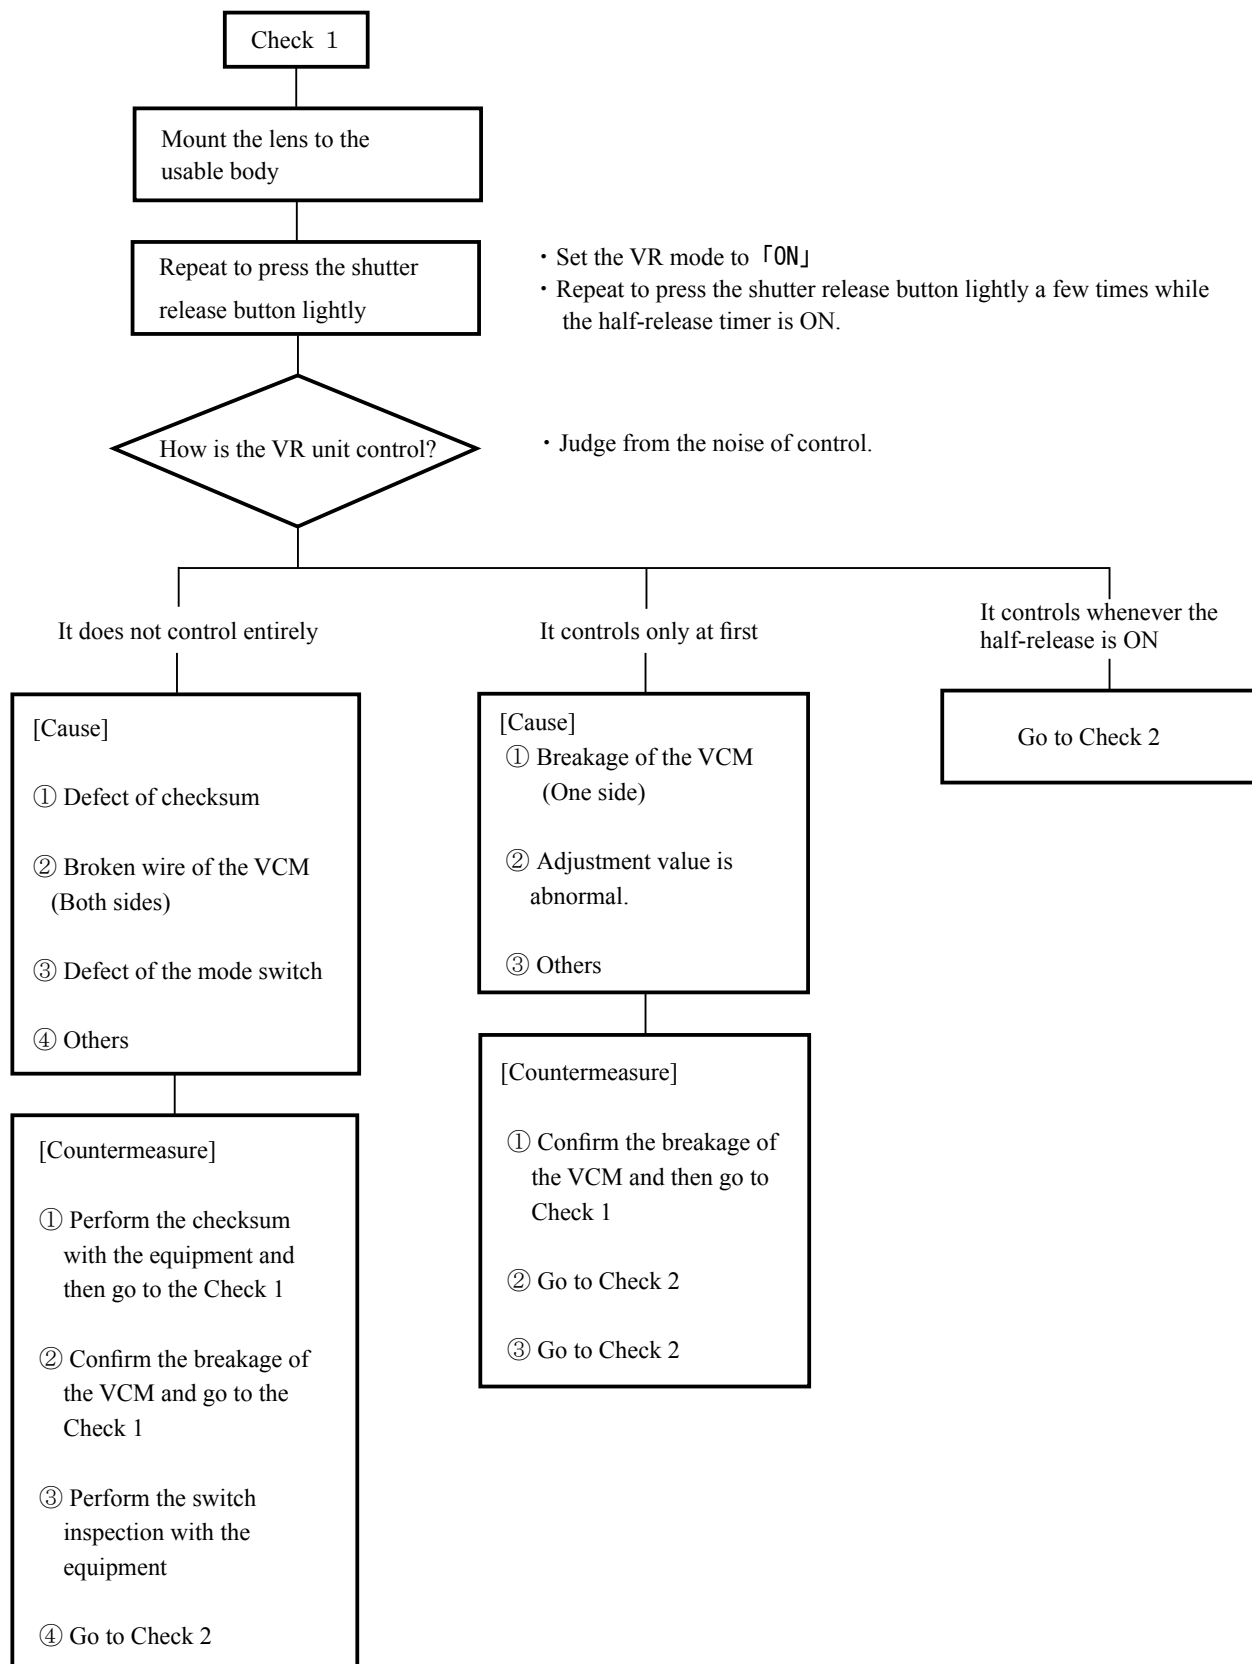 Check 1
Mount the lens to the
usable body
Repeat to press the shutter
release button lightly
・Set the VR mode to「ON」
・Repeat to press the shutter release button lightly a few times while
the half-release timer is ON.
How is the VR unit control?
・Judge from the noise of control.
It does not control entirely
It controls only at first
It controls whenever the
half-release is ON
[Cause]
① Defect of checksum
② Broken wire of the VCM
(Both sides)
③ Defect of the mode switch
④ Others
[Countermeasure]
① Perform the checksum
with the equipment and
then go to the Check 1
② Confirm the breakage of
the VCM and go to the
Check 1
③ Perform the switch
inspection with the
equipment
④ Go to Check 2
[Cause]
① Breakage of the VCM
(One side)
② Adjustment value is
abnormal.
③ Others
[Countermeasure]
① Confirm the breakage of
the VCM and then go to
Check 1
② Go to Check 2
③ Go to Check 2
Go to Check 2